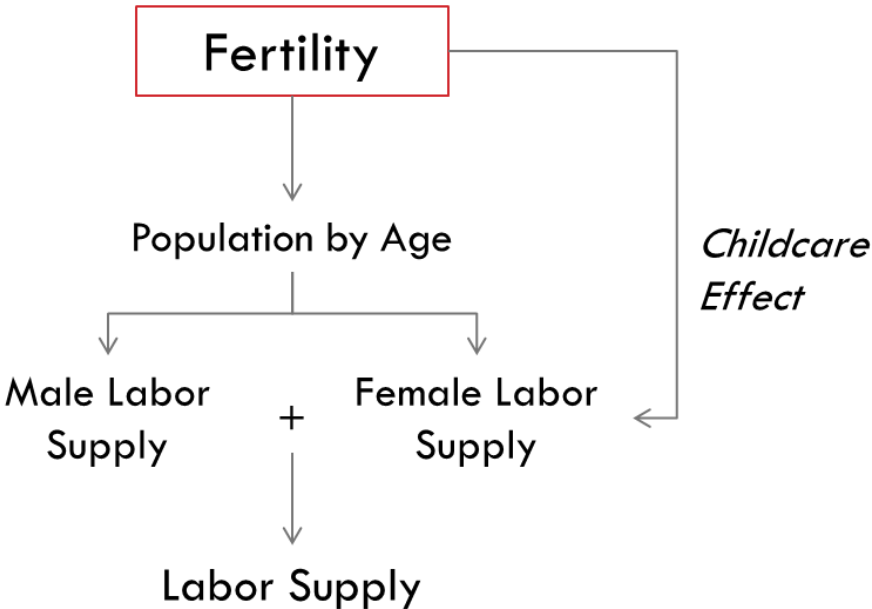 Fertility
Population by Age
Childcare
Effect
Male Labor
Supply
+
Female Labor
Supply
Labor Supply